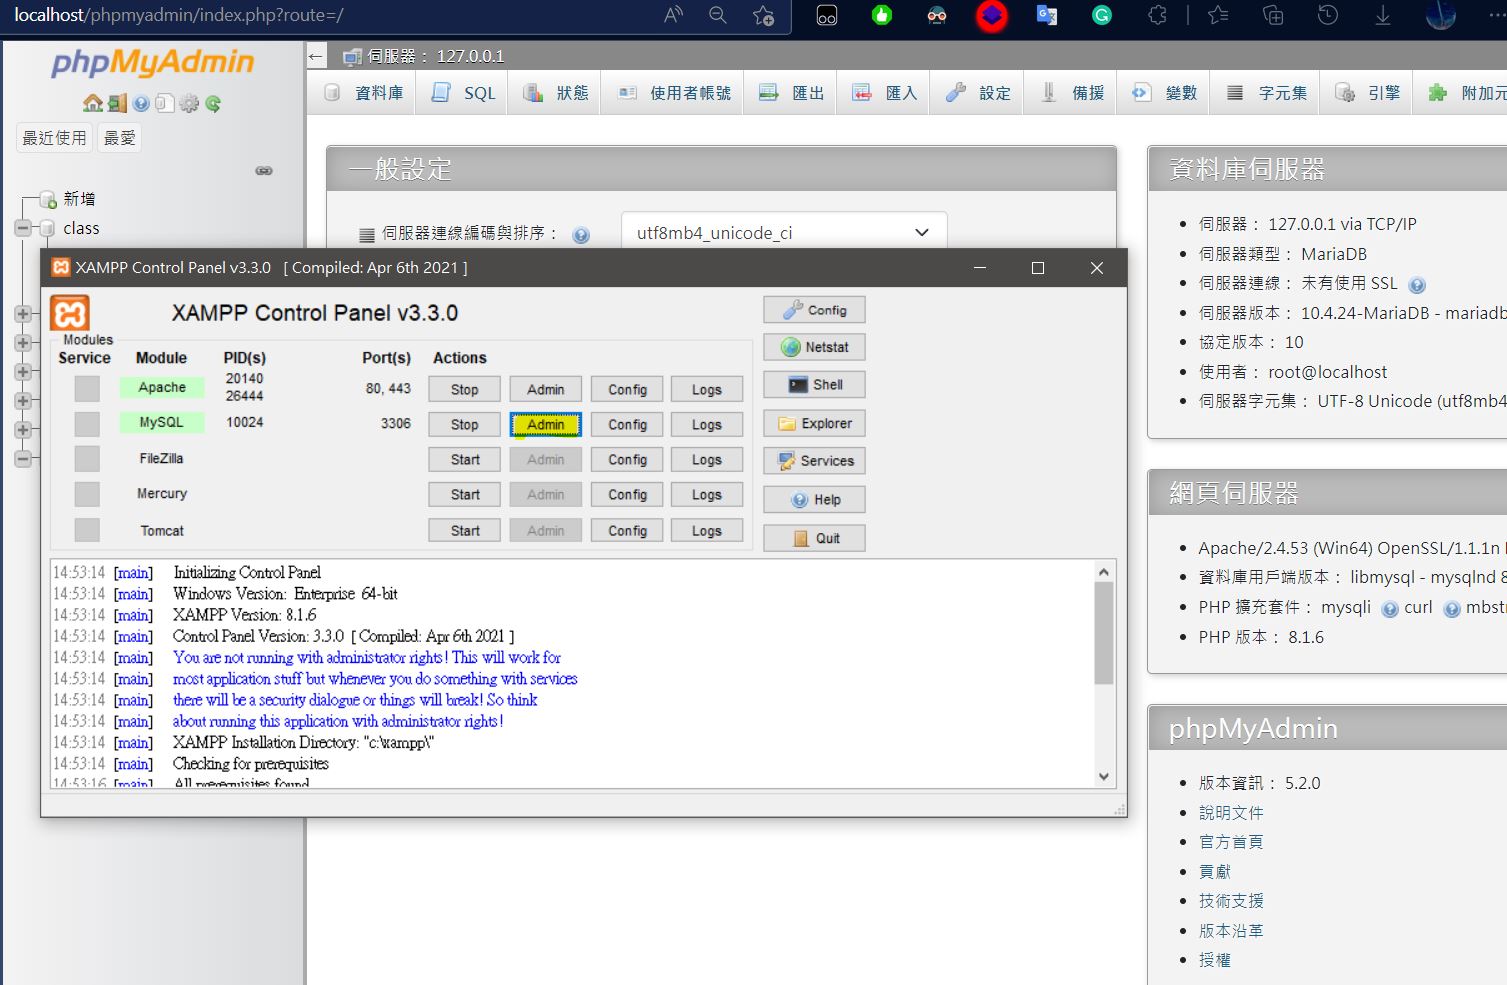 localhost/phpmyadmin/index.php?route=/
phpMyAdmin
最近使用 最愛
新增
class
伺服器： 127.0.0.1
資料庫 SQL 狀態 使用者帳號 匯出 匯入 設定 備援 變數 字元集 引擎 附加元
一般設定
伺服器連線編碼與排序： utf8mb4_unicode_ci
XAMPP Control Panel v3.3.0 [ Compiled: Apr 6th 2021 ]
XAMPP Control Panel v3.3.0
Modules
Service Module PID(s) Port(s) Actions
Apache 20140 26444 80, 443 Stop Admin Config Logs
MySQL 10024 3306 Stop Admin Config Logs
FileZilla Start Admin Config Logs
Mercury Start Admin Config Logs
Tomcat Start Admin Config Logs
Config
Netstat
Shell
Explorer
Services
Help
Quit
14:53:14 [main] Initializing Control Panel
14:53:14 [main] Windows Version: Enterprise 64-bit
14:53:14 [main] XAMPP Version: 8.1.6
14:53:14 [main] Control Panel Version: 3.3.0 [ Compiled: Apr 6th 2021 ]
14:53:14 [main] You are not running with administrator rights! This will work for
14:53:14 [main] most application stuff but whenever you do something with services
14:53:14 [main] there will be a security dialogue or things will break! So think
14:53:14 [main] about running this application with administrator rights!
14:53:14 [main] XAMPP Installation Directory: "c:\xampp\"
14:53:14 [main] Checking for prerequisites
14:53:16 [main] All prerequisites found
資料庫伺服器
伺服器： 127.0.0.1 via TCP/IP
伺服器類型： MariaDB
伺服器連線： 未有使用 SSL
伺服器版本： 10.4.24-MariaDB - mariadb
協定版本： 10
使用者： root@localhost
伺服器字元集： UTF-8 Unicode (utf8mb4
網頁伺服器
Apache/2.4.53 (Win64) OpenSSL/1.1.1n
資料庫用戶端版本： libmysql - mysqlnd 8
PHP 擴充套件： mysqli curl mbstr
PHP 版本： 8.1.6
phpMyAdmin
版本資訊： 5.2.0
說明文件
官方首頁
貢獻
技術支援
版本沿革
授權